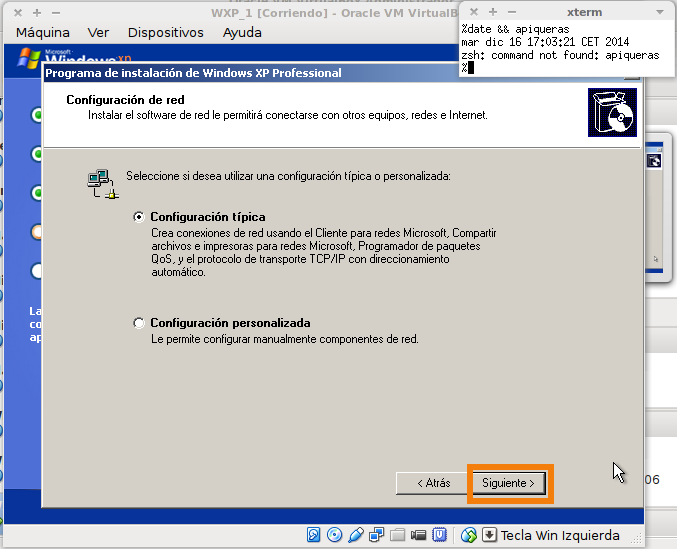 WXP_1 [Corriendo] - Oracle VM VirtualB
Máquina Ver Dispositivos Ayuda
xterm
%date && apiqueras
mar dic 16 17:03:21 CET 2014
zsh: command not found: apiqueras
%
Microsoft
Windows xp
Programa de instalación de Windows XP Professional
Configuración de red
Instalar el software de red le permitirá conectarse con otros equipos, redes e Internet.
Seleccione si desea utilizar una configuración típica o personalizada:
Configuración típica
Crea conexiones de red usando el Cliente para redes Microsoft, Compartir
archivos e impresoras para redes Microsoft, Programador de paquetes
QoS, y el protocolo de transporte TCP/IP con direccionamiento
automático.
Configuración personalizada
Le permite configurar manualmente componentes de red.
La
co
ap
< Atrás
Siguiente >
06
Tecla Win Izquierda